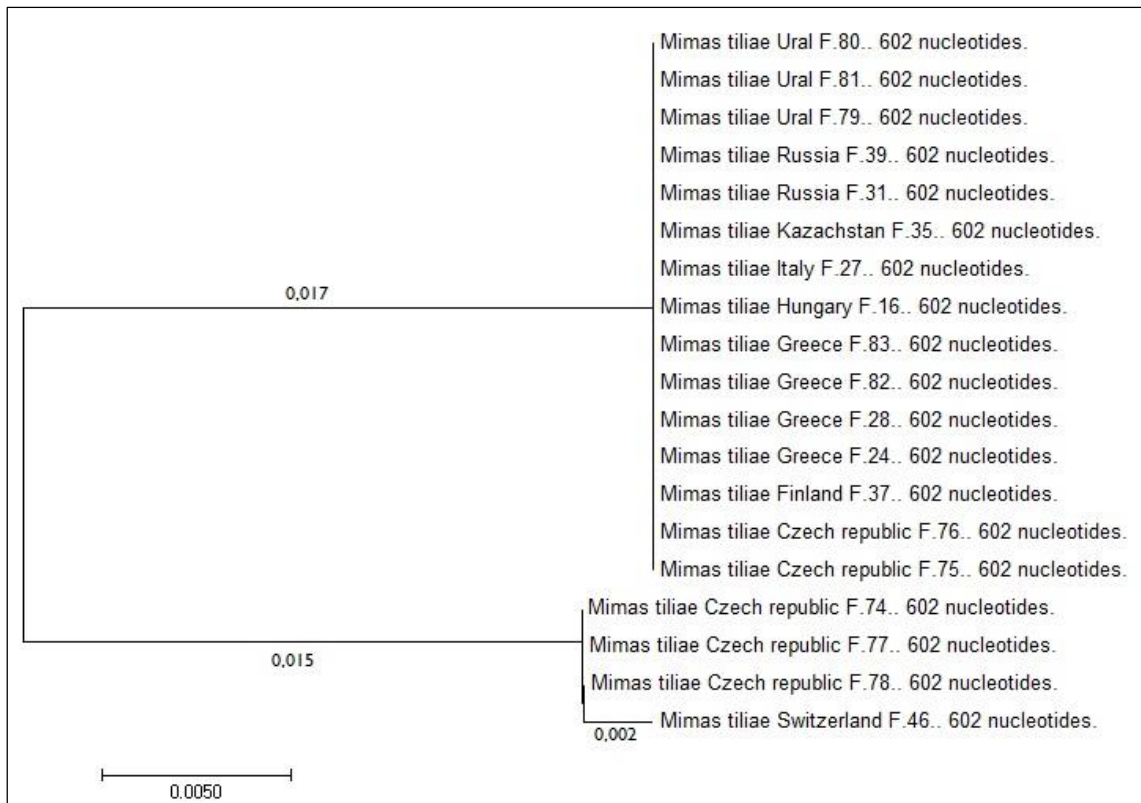 Mimas tiliae Ural F.80.. 602 nucleotides.
Mimas tiliae Ural F.81.. 602 nucleotides.
Mimas tiliae Ural F.79.. 602 nucleotides.
Mimas tiliae Russia F.39.. 602 nucleotides.
Mimas tiliae Russia F.31.. 602 nucleotides.
Mimas tiliae Kazachstan F.35.. 602 nucleotides.
Mimas tiliae Italy F.27.. 602 nucleotides.
0,017
Mimas tiliae Hungary F.16.. 602 nucleotides.
Mimas tiliae Greece F.83.. 602 nucleotides.
Mimas tiliae Greece F.82.. 602 nucleotides.
Mimas tiliae Greece F.28.. 602 nucleotides.
Mimas tiliae Greece F.24.. 602 nucleotides.
Mimas tiliae Finland F.37.. 602 nucleotides.
Mimas tiliae Czech republic F.76.. 602 nucleotides.
Mimas tiliae Czech republic F.75.. 602 nucleotides.
Mimas tiliae Czech republic F.74.. 602 nucleotides.
Mimas tiliae Czech republic F.77.. 602 nucleotides.
0,015
Mimas tiliae Czech republic F.78.. 602 nucleotides.
Mimas tiliae Switzerland F.46.. 602 nucleotides.
0,002
0.0050